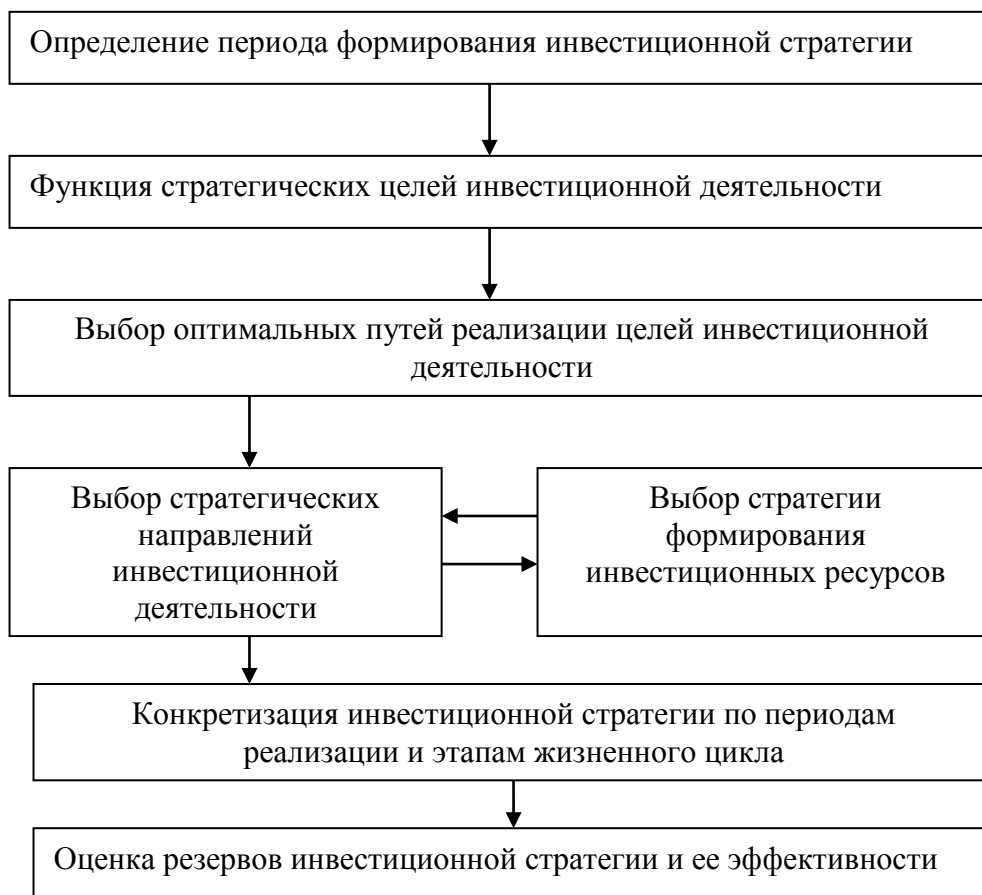 Определение периода формирования инвестиционной стратегии
Функция стратегических целей инвестиционной деятельности
Выбор оптимальных путей реализации целей инвестиционной
деятельности
Выбор стратегических
направлений
инвестиционной
деятельности
Выбор стратегии
формирования
инвестиционных ресурсов
Конкретизация инвестиционной стратегии по периодам
реализации и этапам жизненного цикла
Оценка резервов инвестиционной стратегии и ее эффективности